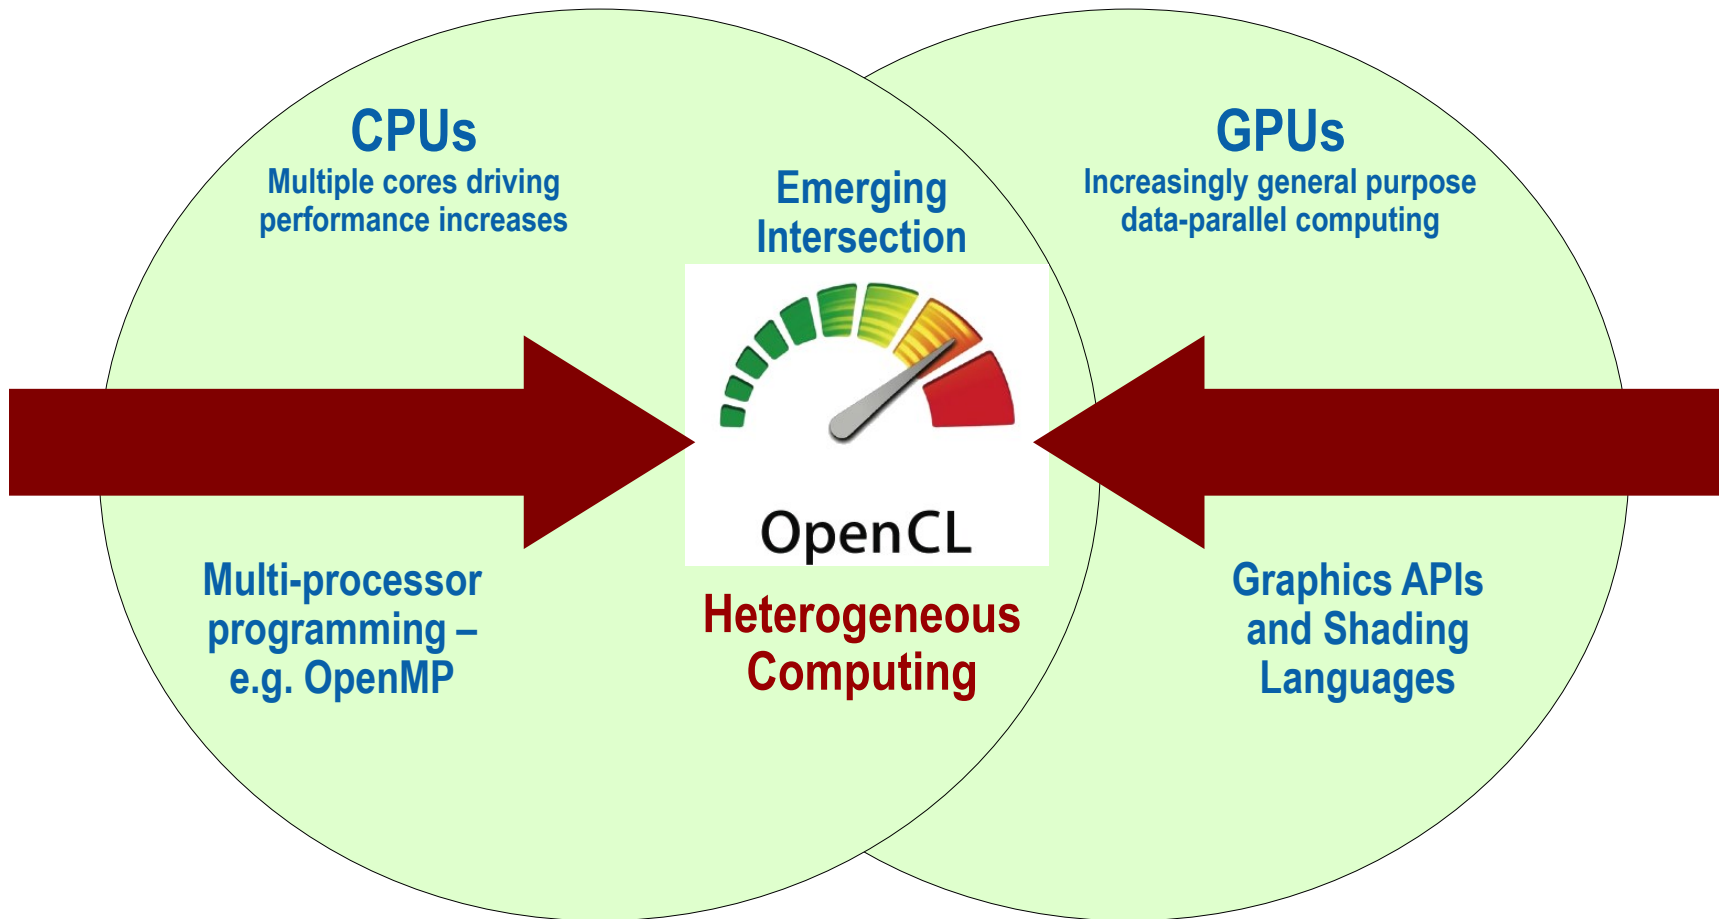 CPUs
Multiple cores driving
performance increases
Emerging
Intersection
GPUs
Increasingly general purpose
data-parallel computing
OpenCL
Multi-processor
programming –
e.g. OpenMP
Heterogeneous
Computing
Graphics APIs
and Shading
Languages